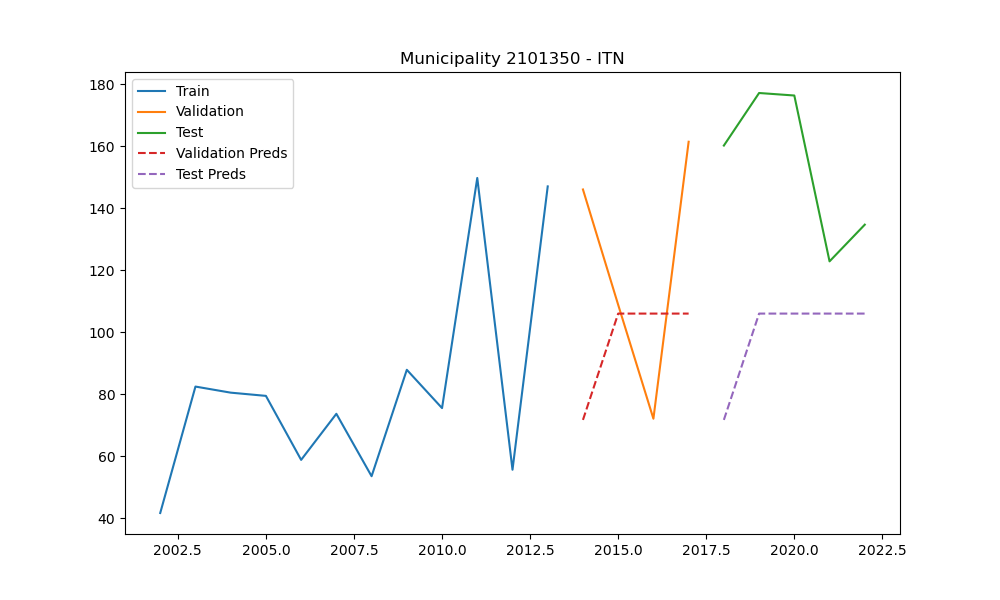 Municipality 2101350 - ITN
Train
Validation
Test
Validation Preds
Test Preds
180
160
140
120
100
80
60
40
2002.5 2005.0 2007.5 2010.0 2012.5 2015.0 2017.5 2020.0 2022.5